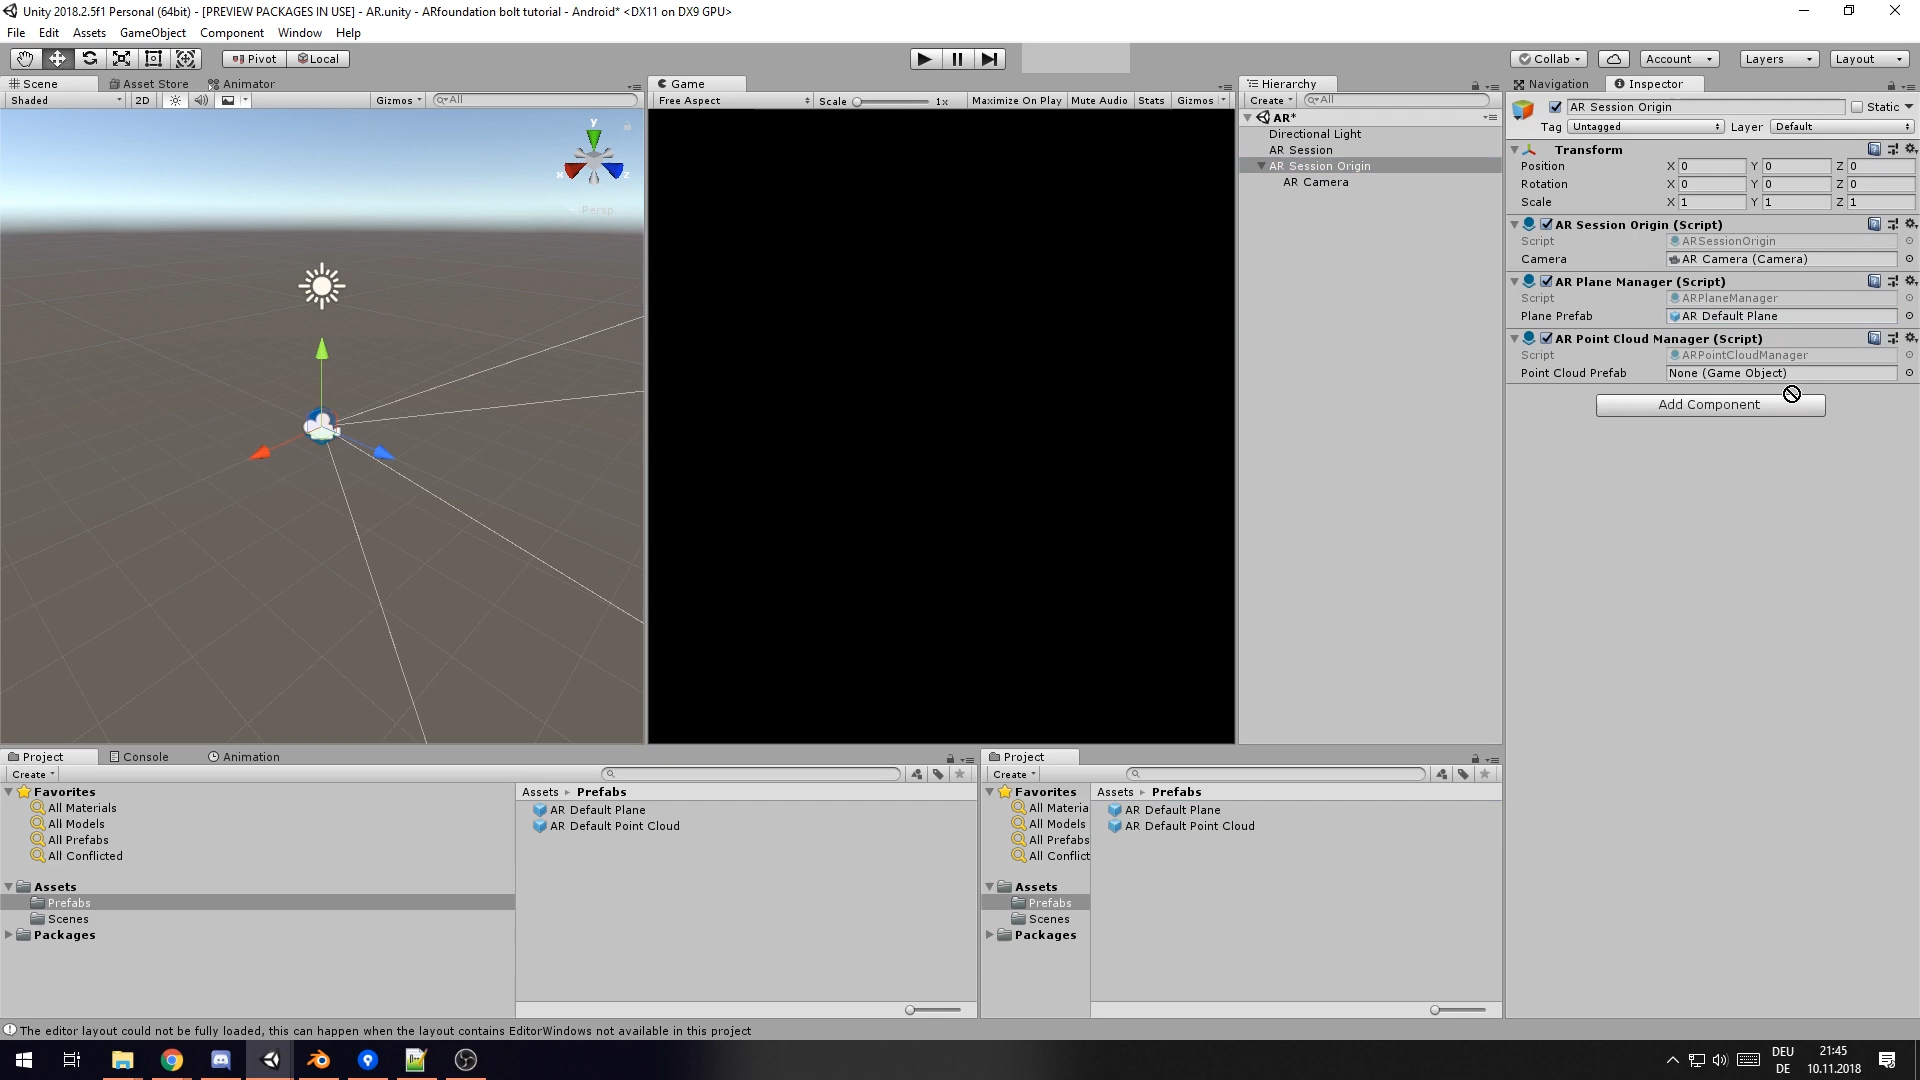 Unity 2018.2.5f1 Personal (64bit) - [PREVIEW PACKAGES IN USE] - AR.unity - ARfoundation bolt tutorial - Android* <DX11 on DX9 GPU>
File Edit Assets GameObject Component Window Help
Pivot Local
Collab Account Layers Layout
Scene Asset Store Animator
Shaded 2D Gizmos All
y
x z
Persp
Game
Free Aspect Scale 1x Maximize On Play Mute Audio Stats Gizmos
Hierarchy
Create All
AR*
Directional Light
AR Session
AR Session Origin
AR Camera
Navigation Inspector
AR Session Origin Static
Tag Untagged Layer Default
Transform
Position X 0 Y 0 Z 0
Rotation X 0 Y 0 Z 0
Scale X 1 Y 1 Z 1
AR Session Origin (Script)
Script ARSessionOrigin
Camera AR Camera (Camera)
AR Plane Manager (Script)
Script ARPlaneManager
Plane Prefab AR Default Plane
AR Point Cloud Manager (Script)
Script ARPointCloudManager
Point Cloud Prefab None (Game Object)
Add Component
Project Console Animation
Create
Favorites
All Materials
All Models
All Prefabs
All Conflicted
Assets
Prefabs
Scenes
Packages
Assets Prefabs
AR Default Plane
AR Default Point Cloud
Project
Create
Favorites
All Materia
All Models
All Prefabs
All Conflict
Assets
Prefabs
Scenes
Packages
Assets Prefabs
AR Default Plane
AR Default Point Cloud
The editor layout could not be fully loaded, this can happen when the layout contains EditorWindows not available in this project
DEU
DE
21:45
10.11.2018